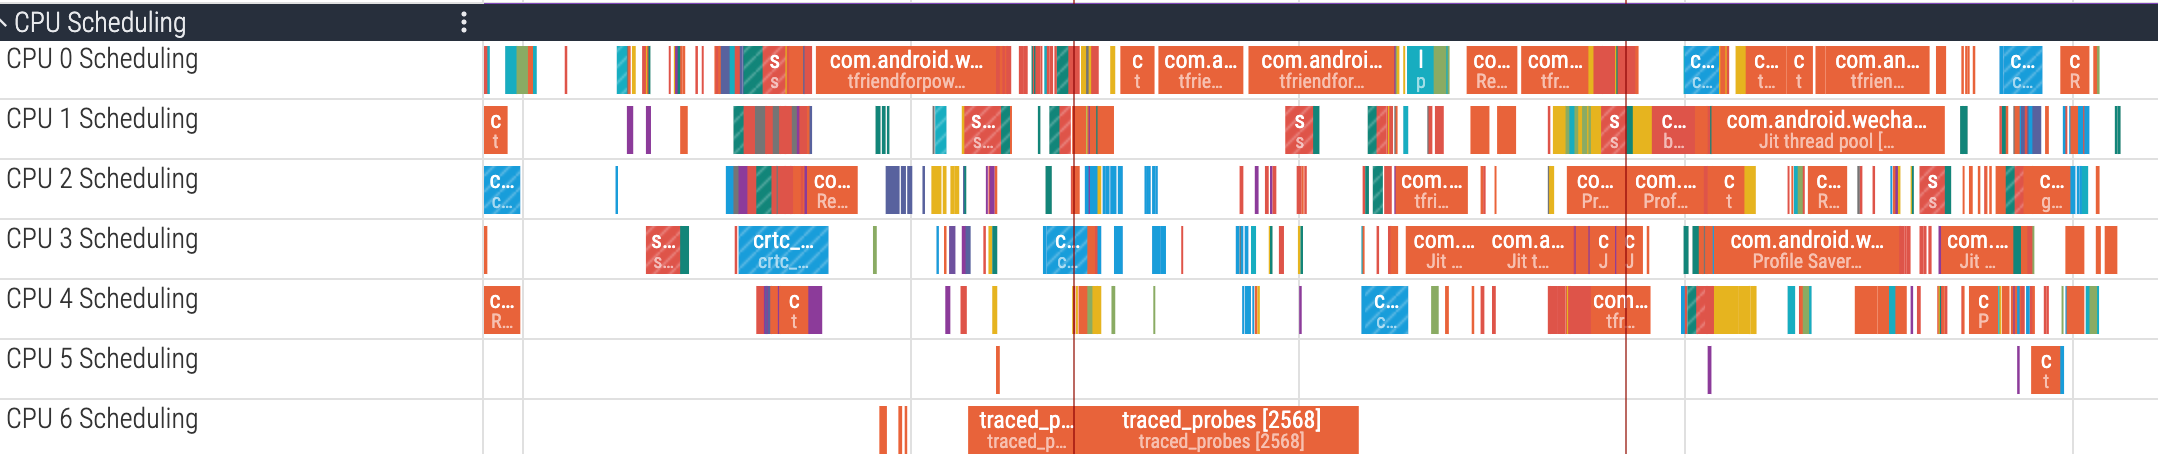 CPU Scheduling
CPU 0 Scheduling
s com.android.w... c com.a... com.androi... l co... com... c... c... c com.an... c... c
s tfriendforpow... t tfrie... tfriendfor... p Re... tfr... c... t... t tfrien... c... R
CPU 1 Scheduling
c s... s s c... com.android.wecha...
t s... s s b... Jit thread pool [...
CPU 2 Scheduling
c... co... com.... co... com.... c c... s c...
c... Re... tfri... Pr... Prof... t R... s g...
CPU 3 Scheduling
s... crtc_... c... com.... com.a... c c com.android.w... com....
s... crtc_... c... Jit ... Jit t... J J Profile Saver... Jit ...
CPU 4 Scheduling
c... c c... com... c
R... t c... tfr... P
CPU 5 Scheduling
c
t
CPU 6 Scheduling
traced_p... traced_probes [2568]
traced_p... traced_probes [2568]